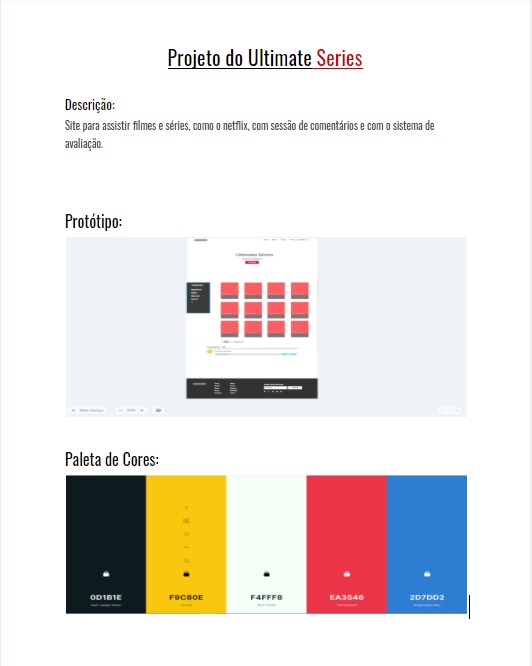 Projeto do Ultimate Series
Descrição:
Site para assistir filmes e séries, como o netflix, com sessão de comentários e com o sistema de
avaliação.
Protótipo:
Ultimate Series
Paleta de Cores:
0D1B1E F9C80E F4FFF8 EA3546 2D7DD2